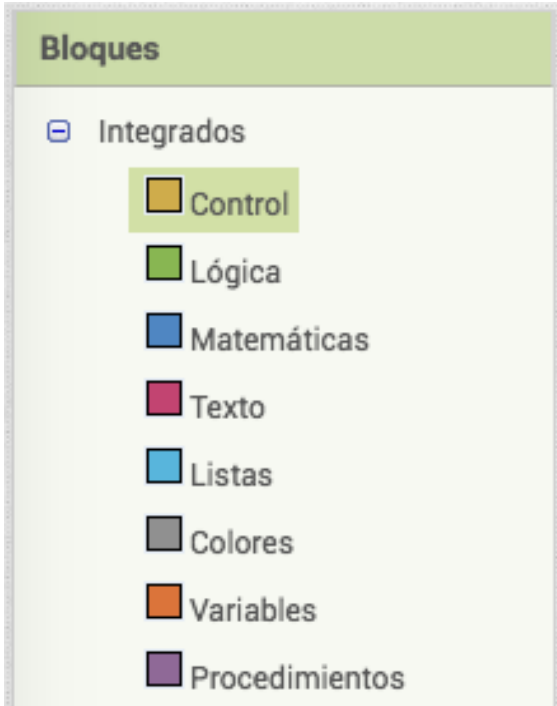 Bloques
Integrados
Control
Lógica
Matemáticas
Texto
Listas
Colores
Variables
Procedimientos